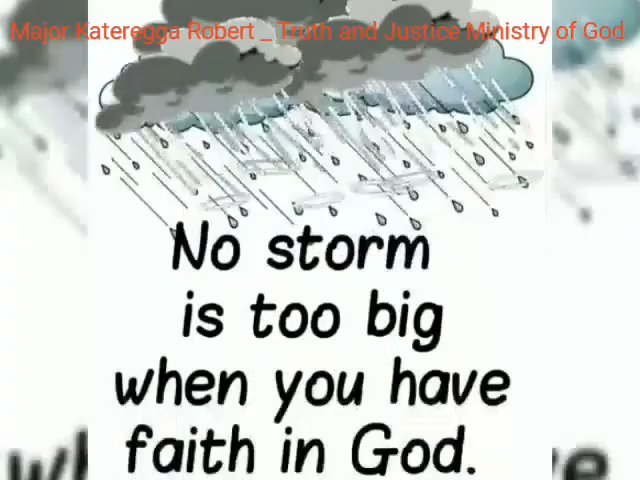 Major Kateregga Robert _ Truth and Justice Ministry of God
No storm
is too big
when you have
faith in God.